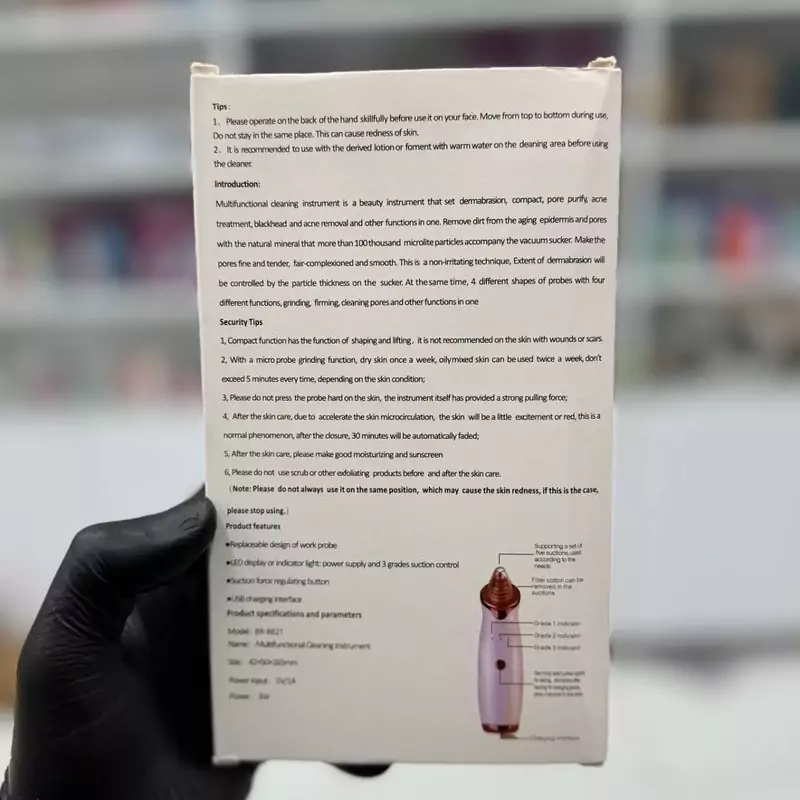 Tips:
1、Please operate on the back of the hand skillfully before use it on your face. Move from top to bottom during use,
Do not stay in the same place. This can cause redness of skin.
2、It is recommended to use with the derived lotion or foment with warm water on the cleaning area before using
the cleaner.
Introduction:
Multifunctional cleaning instrument is a beauty instrument that set dermabrasion, compact, pore purify, acne
treatment, blackhead and acne removal and other functions in one. Remove dirt from the aging epidermis and pores
with the natural mineral that more than 100 thousand microlite particles accompany the vacuum sucker. Make the
pores fine and tender, fair-complexioned and smooth. This is a non-irritating technique, Extent of dermabrasion will
be controlled by the particle thickness on the sucker. At the same time, 4 different shapes of probes with four
different functions, grinding, firming, cleaning pores and other functions in one
Security Tips
1, Compact function has the function of shaping and lifting, it is not recommended on the skin with wounds or scars.
2, With a micro probe grinding function, dry skin once a week, oily mixed skin can be used twice a week, don't
exceed 5 minutes every time, depending on the skin condition;
3, Please do not press the probe hard on the skin, the instrument itself has provided a strong pulling force;
4, After the skin care, due to accelerate the skin microcirculation, the skin will be a little excitement or red, this is a
normal phenomenon, after the closure, 30 minutes will be automatically faded;
5, After the skin care, please make good moisturizing and sunscreen
6, Please do not use scrub or other exfoliating products before and after the skin care.
(Note: Please do not always use it on the same position, which may cause the skin redness, if this is the case,
please stop using.)
Product features
●Replaceable design of work probe
●LED display or indicator light: power supply and 3 grades suction control
●Suction force regulating button
●USB charging interface
Product specifications and parameters
Model: BR-8821
Name: Multifunctional Cleaning Instrument
Size:
Power Input: 5V/1A
Power: 5W
Supporting a set of
five suctions, used
according to the
needs
Filter cotton can be
removed in the
suctions
Grade 1 indicator
Grade 2 indicator
Grade 3 indicator
Charging interface